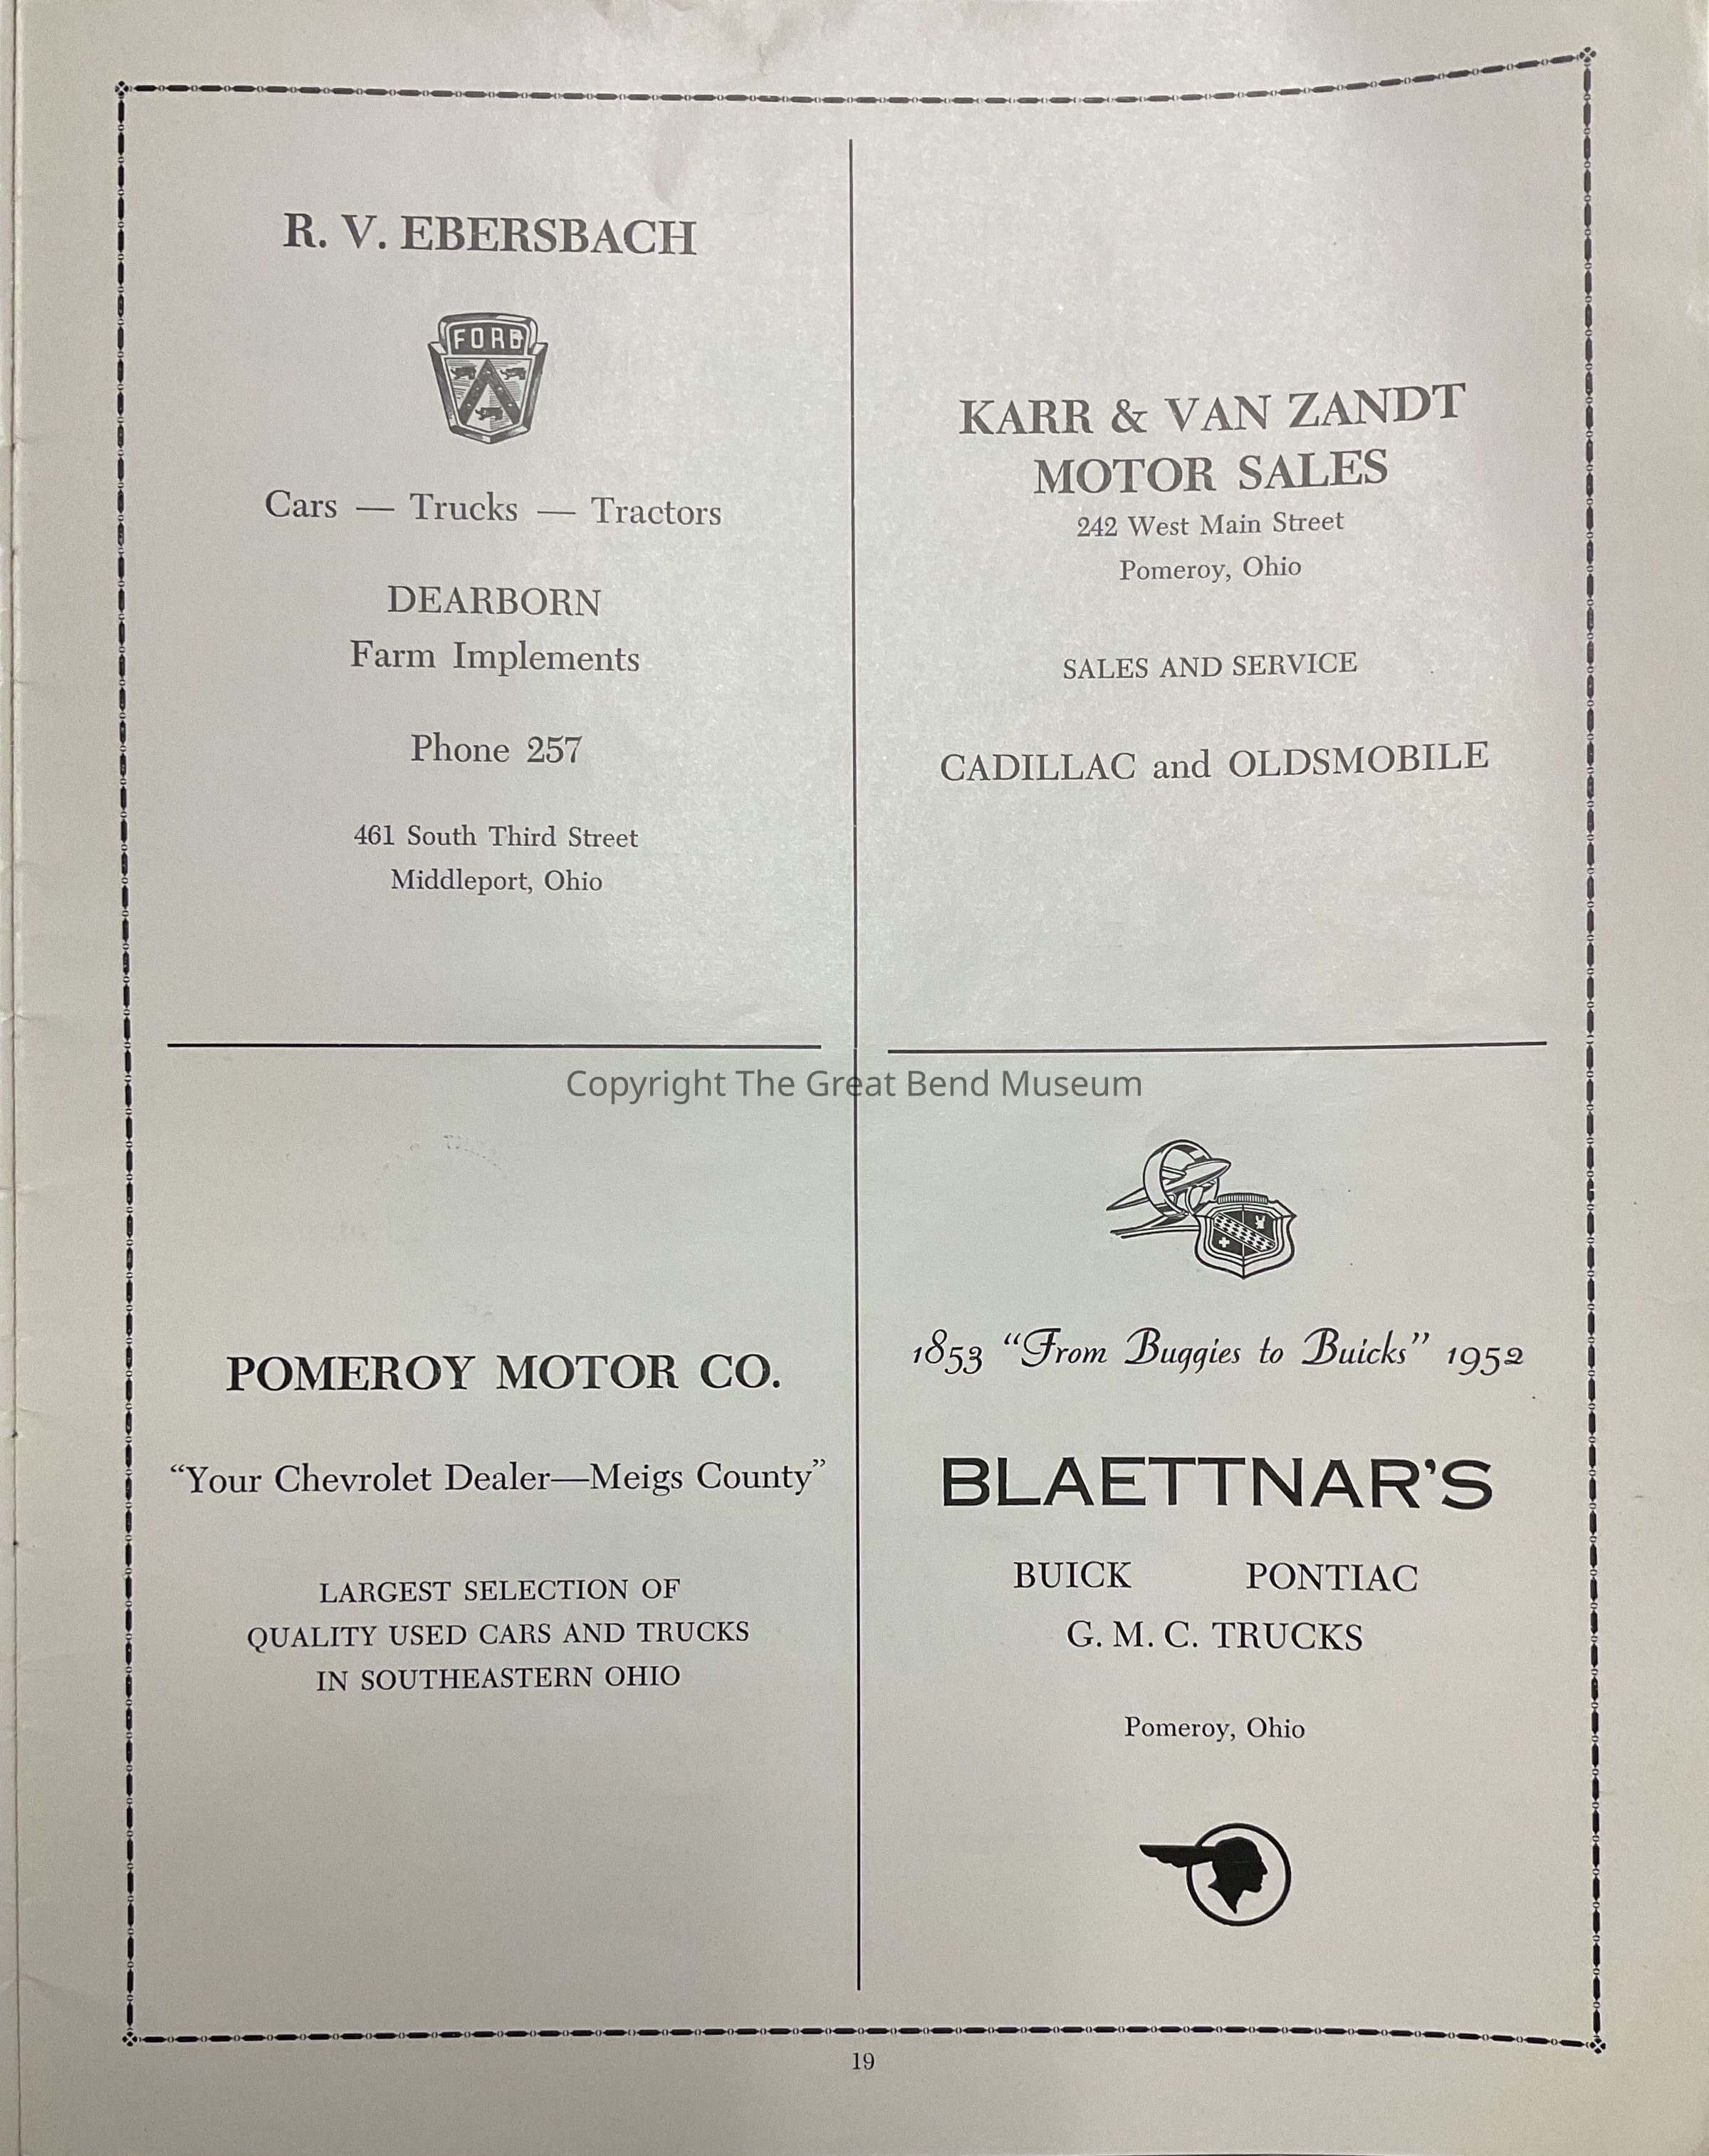 R. V. EBERSBACH
FORD
Cars — Trucks — Tractors
DEARBORN
Farm Implements
Phone 257
461 South Third Street
Middleport, Ohio
KARR & VAN ZANDT
MOTOR SALES
242 West Main Street
Pomeroy, Ohio
SALES AND SERVICE
CADILLAC and OLDSMOBILE
Copyright The Great Bend Museum
POMEROY MOTOR CO.
“Your Chevrolet Dealer—Meigs County”
LARGEST SELECTION OF
QUALITY USED CARS AND TRUCKS
IN SOUTHEASTERN OHIO
1853 “From Buggies to Buicks” 1952
BLAETTNAR’S
BUICK PONTIAC
G. M. C. TRUCKS
Pomeroy, Ohio
19